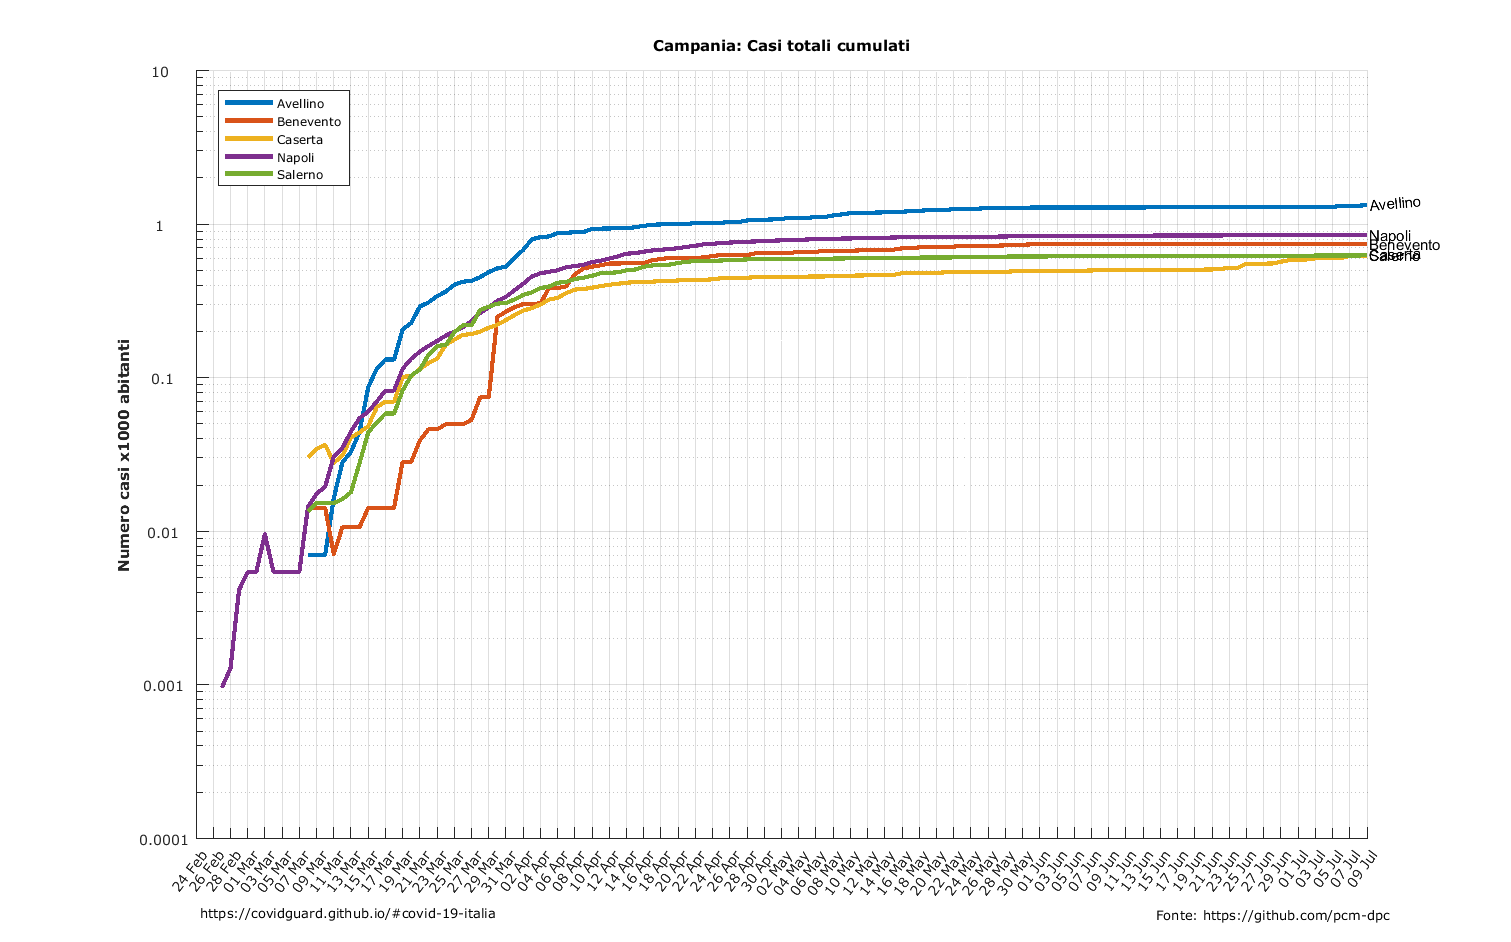 Campania: Casi totali cumulati
10
1
0.1
0.01
0.001
0.0001
Numero casi x1000 abitanti
Avellino
Benevento
Caserta
Napoli
Salerno
Avellino
Napoli
Benevento
Caserta
Salerno
24 Feb
26 Feb
28 Feb
01 Mar
03 Mar
05 Mar
07 Mar
09 Mar
11 Mar
13 Mar
15 Mar
17 Mar
19 Mar
21 Mar
23 Mar
25 Mar
27 Mar
29 Mar
31 Mar
02 Apr
04 Apr
06 Apr
08 Apr
10 Apr
12 Apr
14 Apr
16 Apr
18 Apr
20 Apr
22 Apr
24 Apr
26 Apr
28 Apr
30 Apr
02 May
04 May
06 May
08 May
10 May
12 May
14 May
16 May
18 May
20 May
22 May
24 May
26 May
28 May
30 May
01 Jun
03 Jun
05 Jun
07 Jun
09 Jun
11 Jun
13 Jun
15 Jun
17 Jun
19 Jun
21 Jun
23 Jun
25 Jun
27 Jun
29 Jun
01 Jul
03 Jul
05 Jul
07 Jul
09 Jul
https://covidguard.github.io/#covid-19-italia
Fonte: https://github.com/pcm-dpc